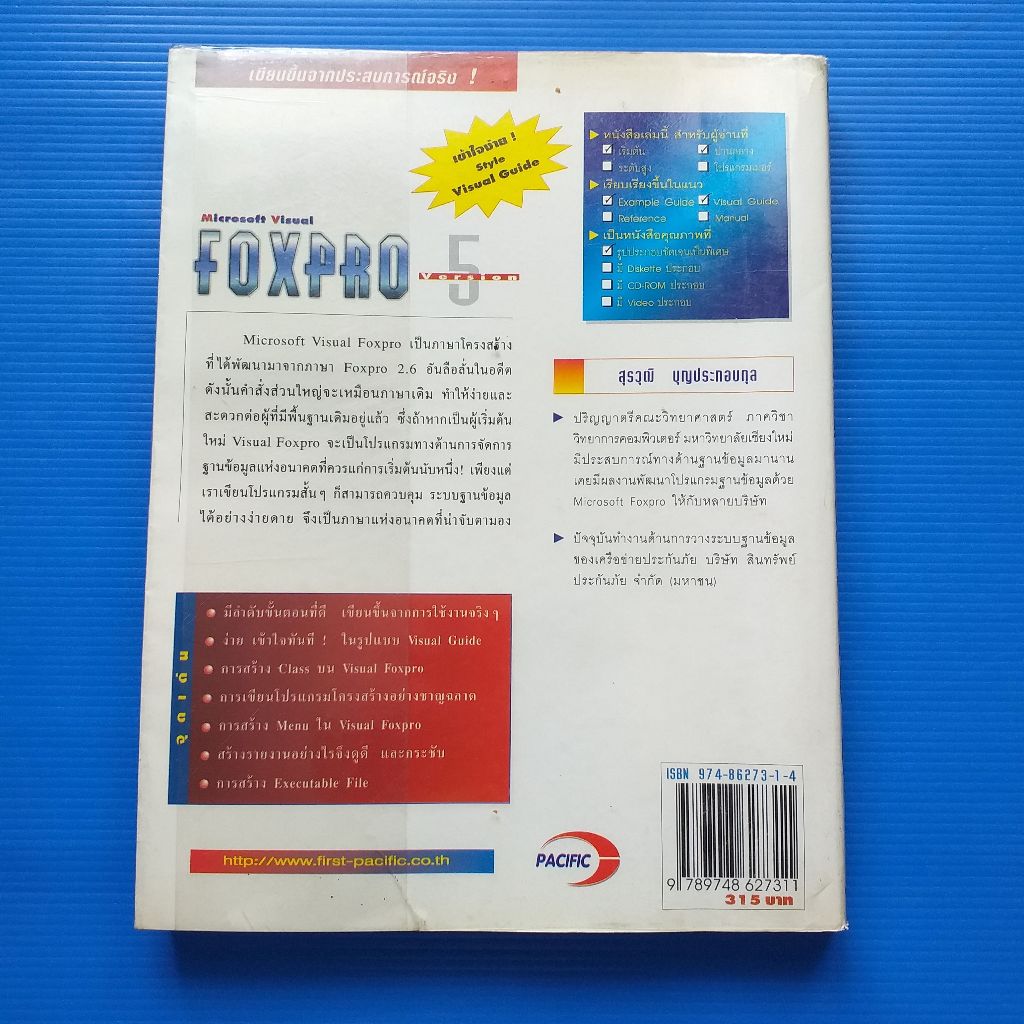 เขียนขึ้นจากประสบการณ์จริง !
เข้าใจง่าย !
Style
Visual Guide
Microsoft Visual
FOXPRO 5
Version
Microsoft Visual Foxpro เป็นภาษาโครงสร้าง
ที่ได้พัฒนามาจากภาษา Foxpro 2.6 อันลือลั่นในอดีต
ดังนั้นคำสั่งส่วนใหญ่จะเหมือนภาษาเดิม ทำให้ง่ายและ
สะดวกต่อผู้ที่มีพื้นฐานเดิมอยู่แล้ว ซึ่งถ้าหากเป็นผู้เริ่มต้น
ใหม่ Visual Foxpro จะเป็นโปรแกรมทางด้านการจัดการ
ฐานข้อมูลแห่งอนาคตที่ควรแก่การเริ่มต้นนับหนึ่ง! เพียงแต่
เราเขียนโปรแกรมสั้น ๆ ก็สามารถควบคุม ระบบฐานข้อมูล
ได้อย่างง่ายดาย จึงเป็นภาษาแห่งอนาคตที่น่าจับตามอง
มีลำดับขั้นตอนที่ดี เขียนขึ้นจากการใช้งานจริง ๆ
ง่าย เข้าใจทันที ! ในรูปแบบ Visual Guide
การสร้าง Class บน Visual Foxpro
การเขียนโปรแกรมโครงสร้างอย่างชาญฉลาด
การสร้าง Menu ใน Visual Foxpro
สร้างรายงานอย่างไรจึงดูดี และกระชับ
การสร้าง Executable File
http://www.first-pacific.co.th
หนังสือเล่มนี้ สำหรับผู้อ่านที่
เริ่มต้น ปานกลาง
ระดับสูง โปรแกรมเมอร์
เรียบเรียงขึ้นในแนว
Example Guide Visual Guide
Reference Manual
เป็นหนังสือคุณภาพที่
รูปประกอบชัดเจนเป็นพิเศษ
มี Diskette ประกอบ
มี CD-ROM ประกอบ
มี Video ประกอบ
สุรวุฒิ บุญประกอบกุล
ปริญญาตรีคณะวิทยาศาสตร์ ภาควิชา
วิทยาการคอมพิวเตอร์ มหาวิทยาลัยเชียงใหม่
มีประสบการณ์ทางด้านฐานข้อมูลมานาน
เคยมีผลงานพัฒนาโปรแกรมฐานข้อมูลด้วย
Microsoft Foxpro ให้กับหลายบริษัท
ปัจจุบันทำงานด้านการวางระบบฐานข้อมูล
ของเครือข่ายประกันภัย บริษัท สินทรัพย์
ประกันภัย จำกัด (มหาชน)
PACIFIC
ISBN 974-86273-1-4
9 789748 627311
315 บาท